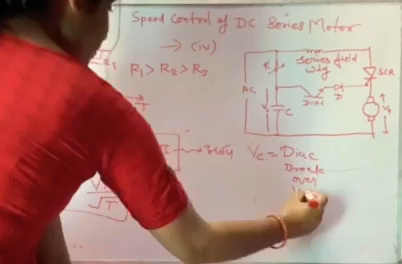 Speed Control of DC Series Motor
→ (iv)
R₁ > R₂ > R₃
Series field
wdg
SCR
R
AC
DIAC
D
C
Vc = Diac
Break
over